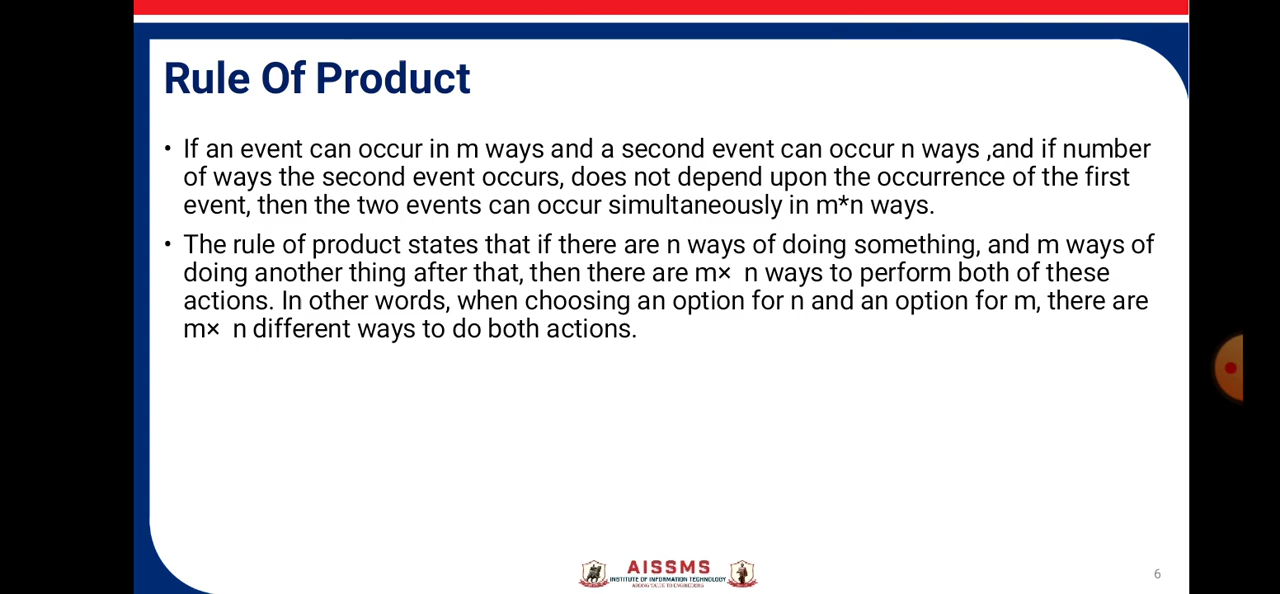 Rule Of Product
• If an event can occur in m ways and a second event can occur n ways ,and if number
of ways the second event occurs, does not depend upon the occurrence of the first
event, then the two events can occur simultaneously in m*n ways.
• The rule of product states that if there are n ways of doing something, and m ways of
doing another thing after that, then there are m× n ways to perform both of these
actions. In other words, when choosing an option for n and an option for m, there are
m× n different ways to do both actions.
AISSMS
INSTITUTE OF INFORMATION TECHNOLOGY
6